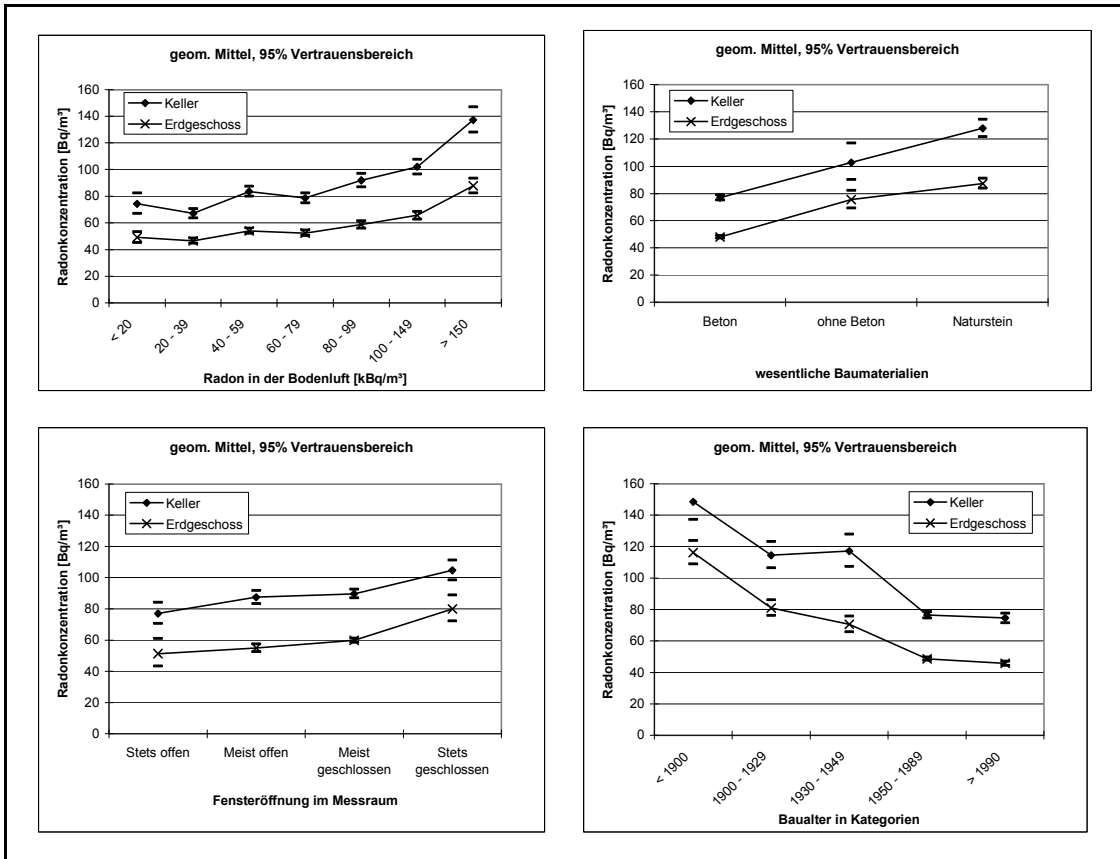 geom. Mittel, 95% Vertrauensbereich
Radonkonzentration [Bq/m³]
160
140
120
100
80
60
40
20
0
Keller
Erdgeschoss
< 20
20 - 39
40 - 59
60 - 79
80 - 99
100 - 149
> 150
Radon in der Bodenluft [kBq/m³]
geom. Mittel, 95% Vertrauensbereich
Radonkonzentration [Bq/m³]
160
140
120
100
80
60
40
20
0
Keller
Erdgeschoss
Beton
ohne Beton
Naturstein
wesentliche Baumaterialien
geom. Mittel, 95% Vertrauensbereich
Radonkonzentration [Bq/m³]
160
140
120
100
80
60
40
20
0
Keller
Erdgeschoss
Stets offen
Meist offen
Meist
geschlossen
Stets
geschlossen
Fensteröffnung im Messraum
geom. Mittel, 95% Vertrauensbereich
Radonkonzentration [Bq/m³]
160
140
120
100
80
60
40
20
0
Keller
Erdgeschoss
< 1900
1900 - 1929
1930 - 1949
1950 - 1989
> 1990
Baualter in Kategorien